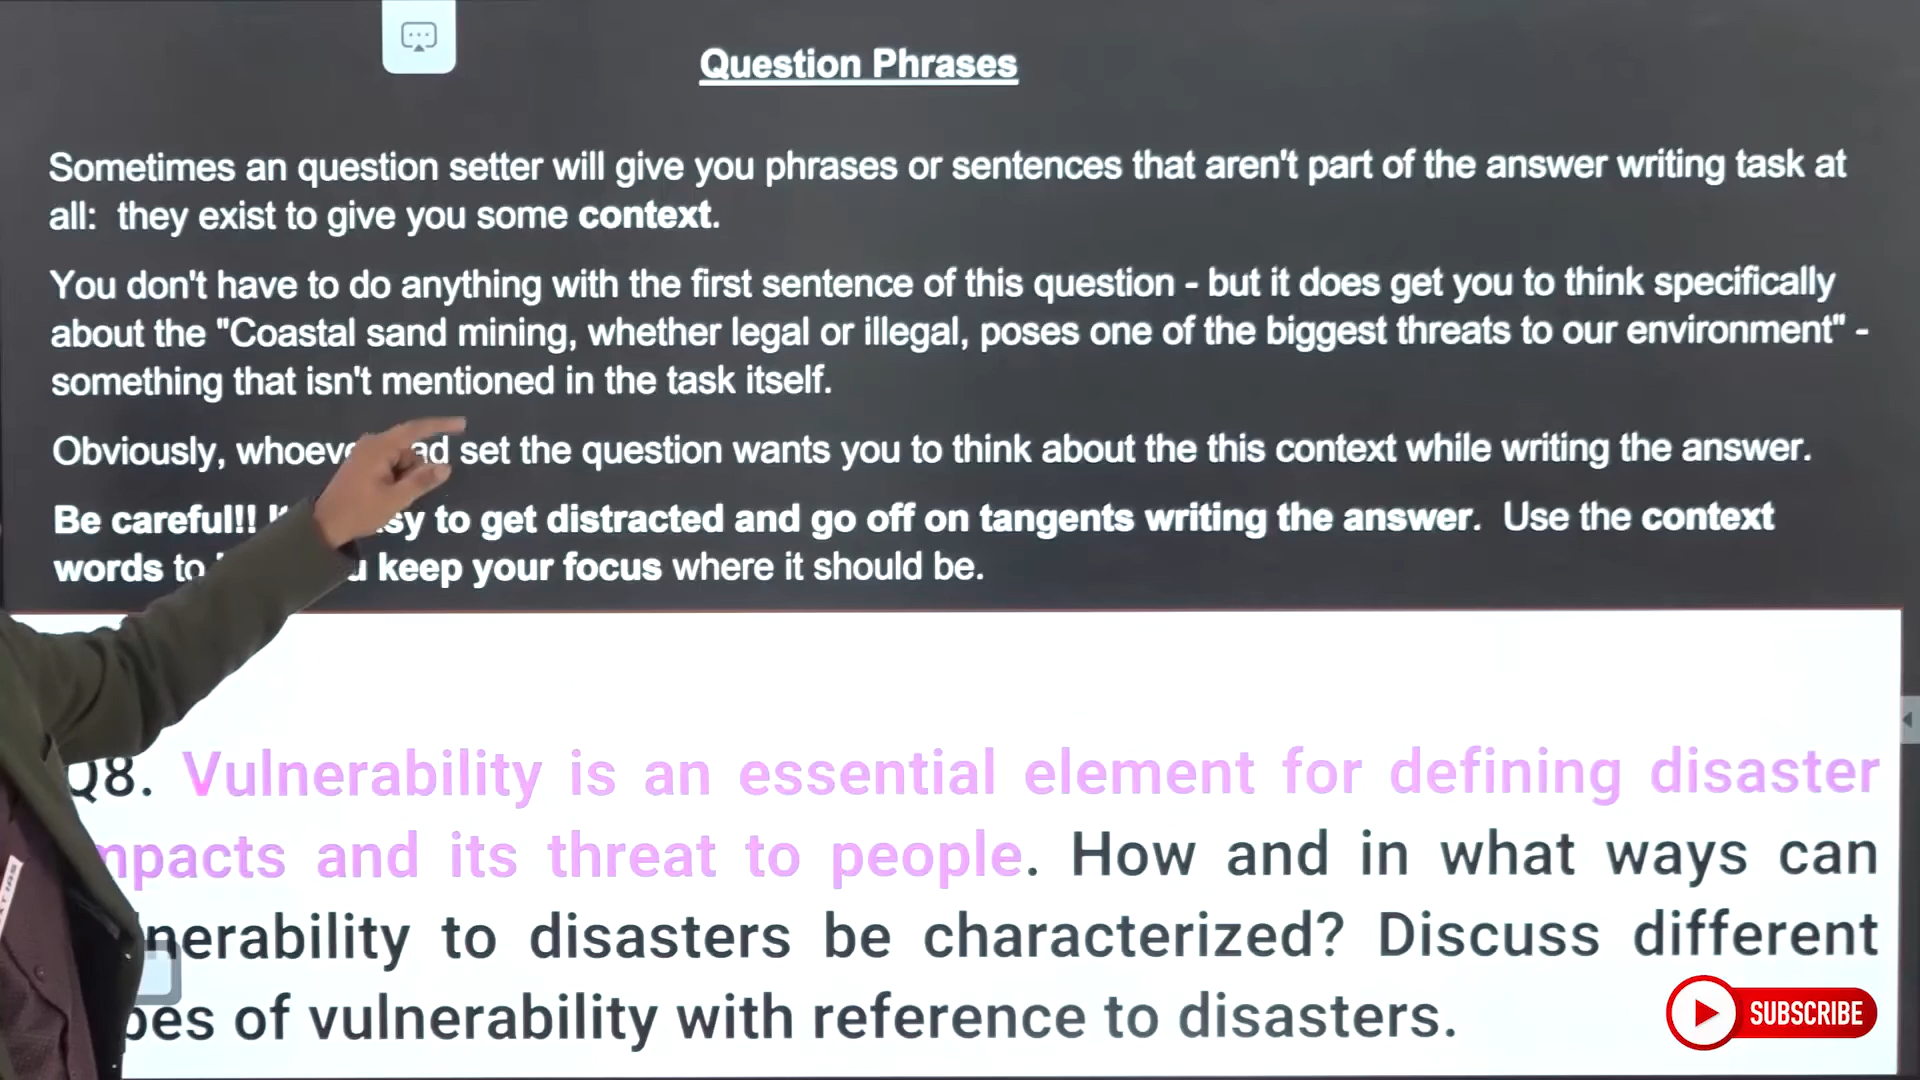 Question Phrases
Sometimes an question setter will give you phrases or sentences that aren't part of the answer writing task at
all: they exist to give you some context.
You don't have to do anything with the first sentence of this question - but it does get you to think specifically
about the "Coastal sand mining, whether legal or illegal, poses one of the biggest threats to our environment" -
something that isn't mentioned in the task itself.
Obviously, set the question wants you to think about the this context while writing the answer.
Be careful!! to get distracted and go off on tangents writing the answer. Use the context
words to keep your focus where it should be.
Q8. Vulnerability is an essential element for defining disaster
and its threat to people. How and in what ways can
to disasters be characterized? Discuss different
of vulnerability with reference to disasters.
SUBSCRIBE